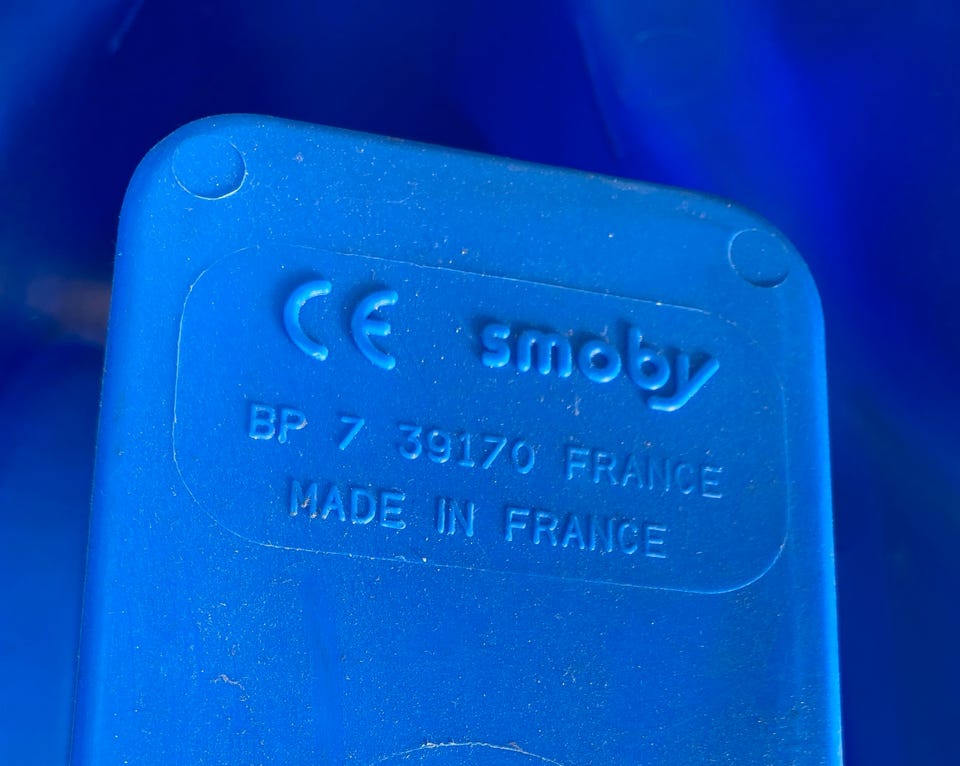 CE smoby
BP 7 39170 FRANCE
MADE IN FRANCE